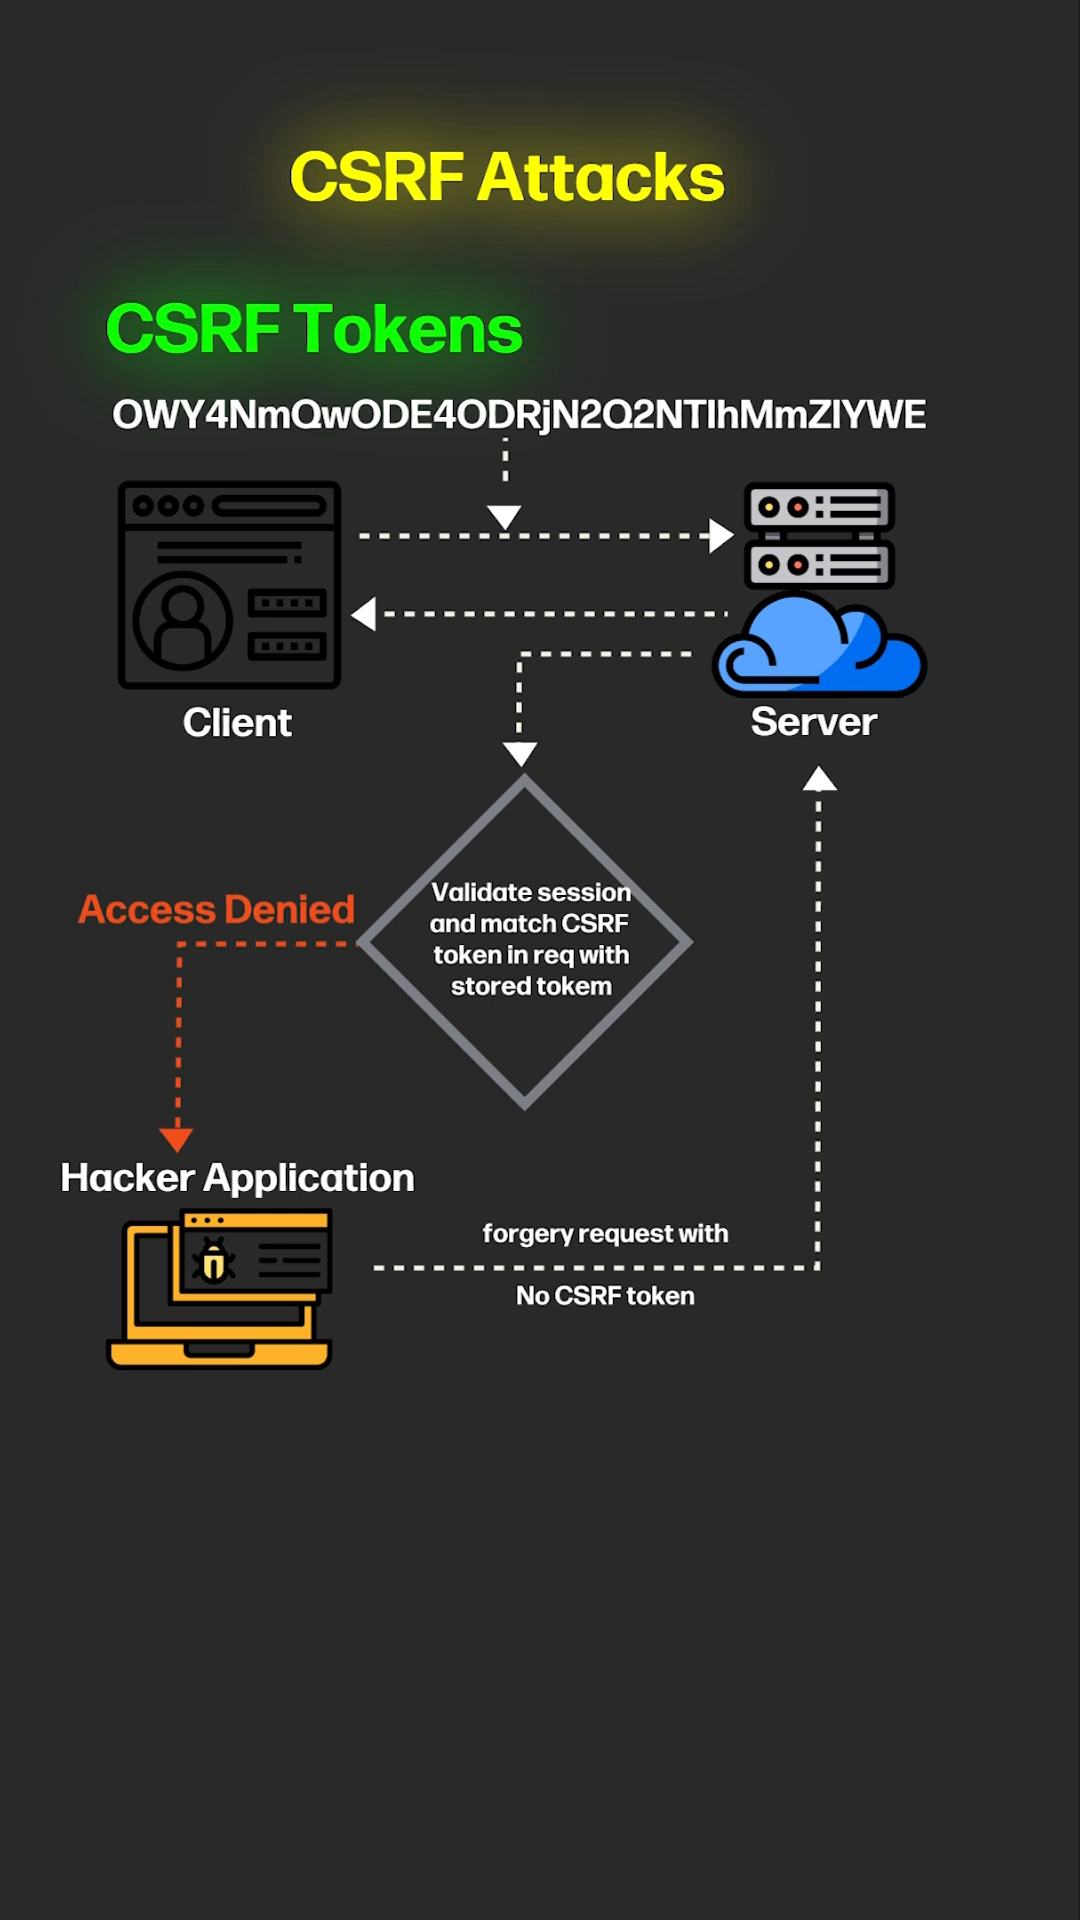 CSRF Attacks
CSRF Tokens
OWY4NmQwODE4ODRjN2Q2NTlhMmZlYWE
Client
Server
Validate session
and match CSRF
token in req with
stored tokem
Access Denied
Hacker Application
forgery request with
No CSRF token